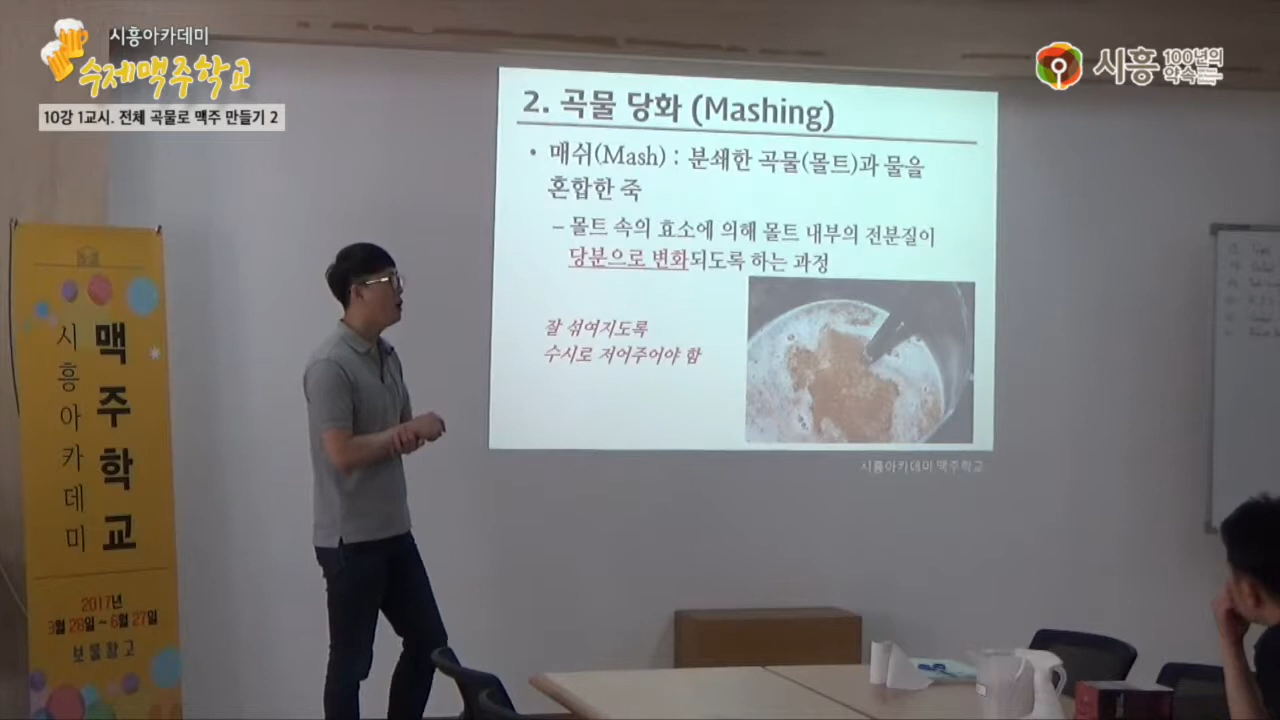 시흥아카데미
수제맥주학교
10강 1교시. 전체 곡물로 맥주 만들기 2
시흥 100년의 약속
2. 곡물 당화 (Mashing)
• 매쉬(Mash) : 분쇄한 곡물(몰트)과 물을
혼합한 죽
– 몰트 속의 효소에 의해 몰트 내부의 전분질이
당분으로 변화되도록 하는 과정
잘 섞여지도록
수시로 저어주어야 함
시흥아카데미 맥주학교
시흥아카데미
맥주학교
2017년
3월 28일 ~ 6월 27일
보물창고